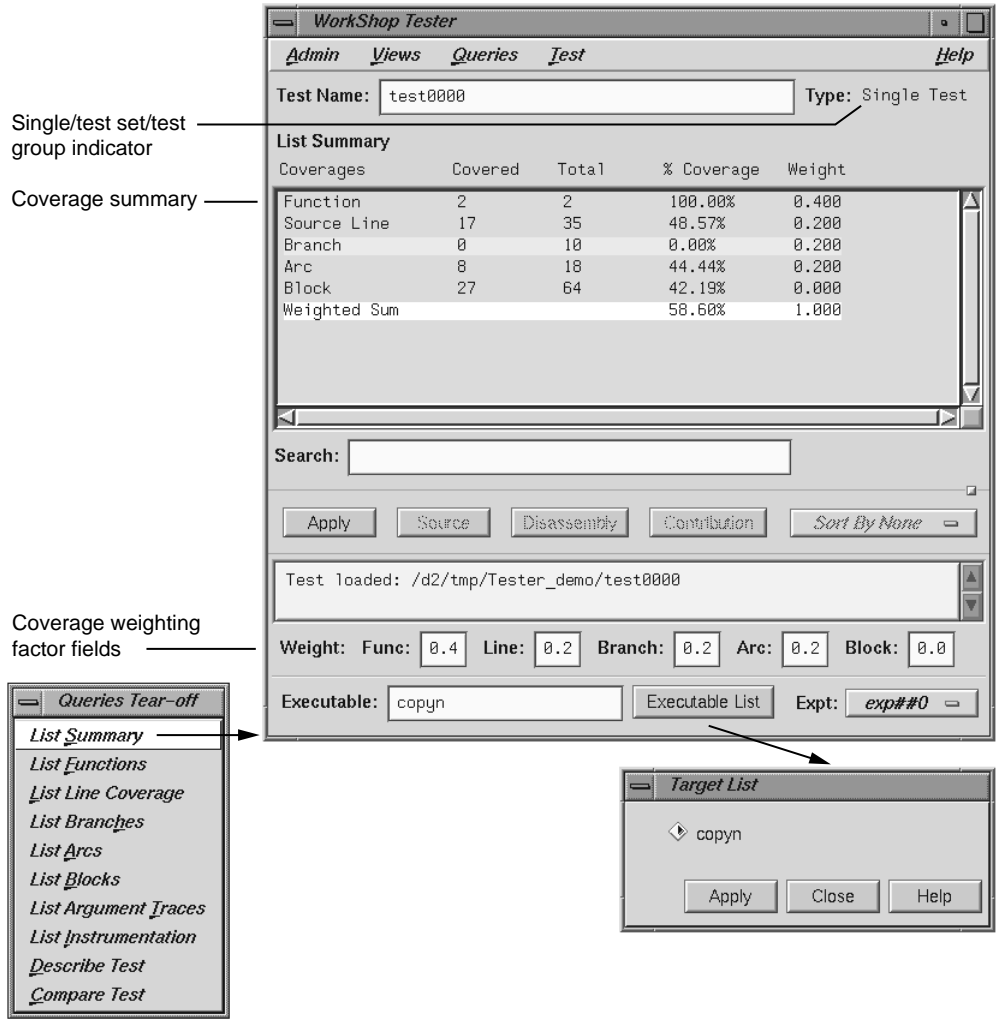 WorkShop Tester
Admin Views Queries Test Help
Test Name: test0000 Type: Single Test
Single/test set/test
group indicator
List Summary
Coverages Covered Total % Coverage Weight
Coverage summary
Function 2 2 100.00% 0.400
Source Line 17 35 48.57% 0.200
Branch 0 10 0.00% 0.200
Arc 8 18 44.44% 0.200
Block 27 64 42.19% 0.000
Weighted Sum 58.60% 1.000
Search:
Apply Source Disassembly Contribution Sort By None
Test loaded: /d2/tmp/Tester_demo/test0000
Coverage weighting
factor fields
Weight: Func: 0.4 Line: 0.2 Branch: 0.2 Arc: 0.2 Block: 0.0
Executable: copyn Executable List Expt: exp##0
Queries Tear-off
List Summary
List Functions
List Line Coverage
List Branches
List Arcs
List Blocks
List Argument Traces
List Instrumentation
Describe Test
Compare Test
Target List
copyn
Apply Close Help